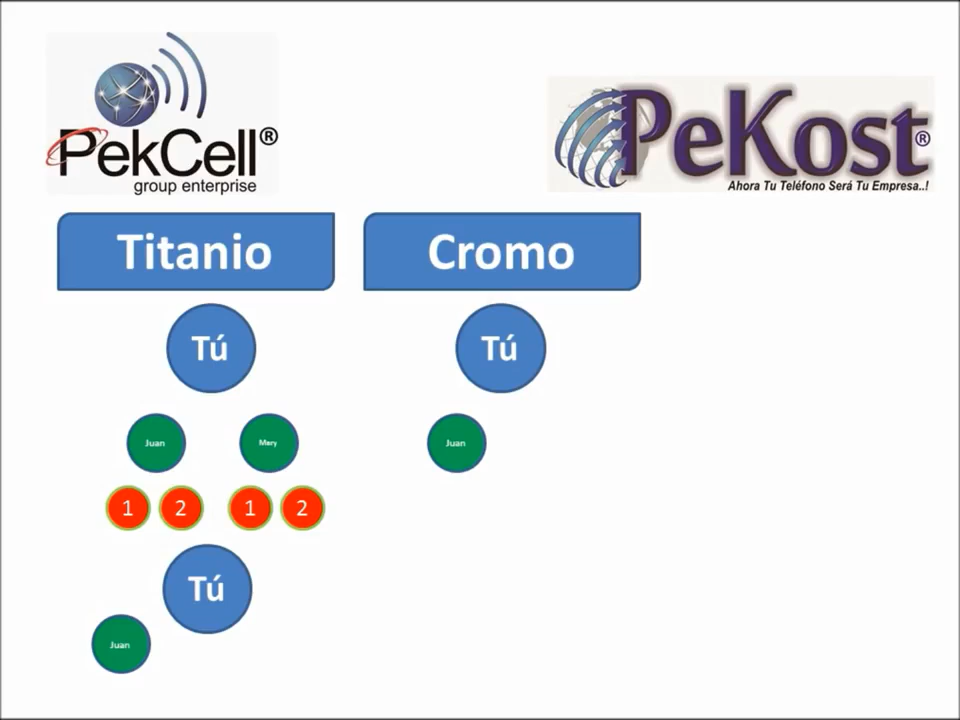 PekCell®
group enterprise
PeKost®
Ahora Tu Teléfono Será Tu Empresa..!
Titanio
Cromo
Tú
Tú
Juan
Mary
Juan
1
2
1
2
Tú
Juan